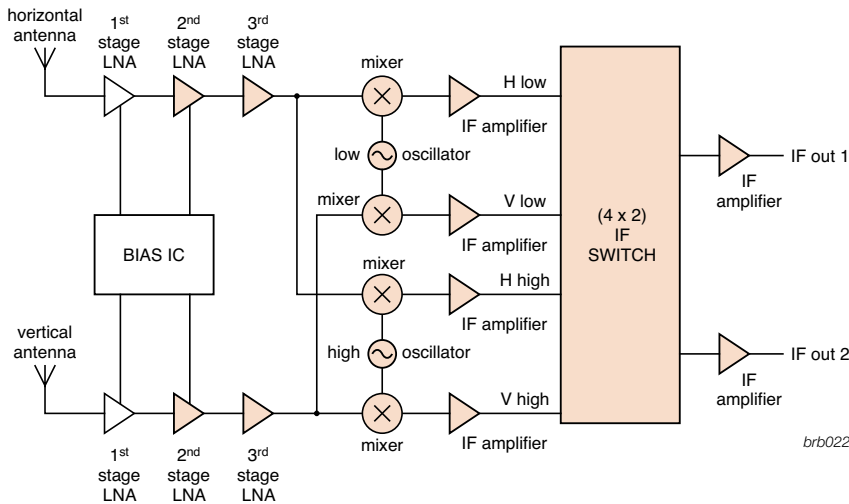 horizontal
antenna
1st
stage
LNA
2nd
stage
LNA
3rd
stage
LNA
mixer
H low
IF amplifier
low
oscillator
mixer
V low
IF amplifier
BIAS IC
(4 x 2)
IF
SWITCH
IF out 1
IF
amplifier
mixer
H high
IF amplifier
vertical
antenna
high
oscillator
IF out 2
IF
amplifier
V high
mixer
IF amplifier
1st
stage
LNA
2nd
stage
LNA
3rd
stage
LNA
brb022